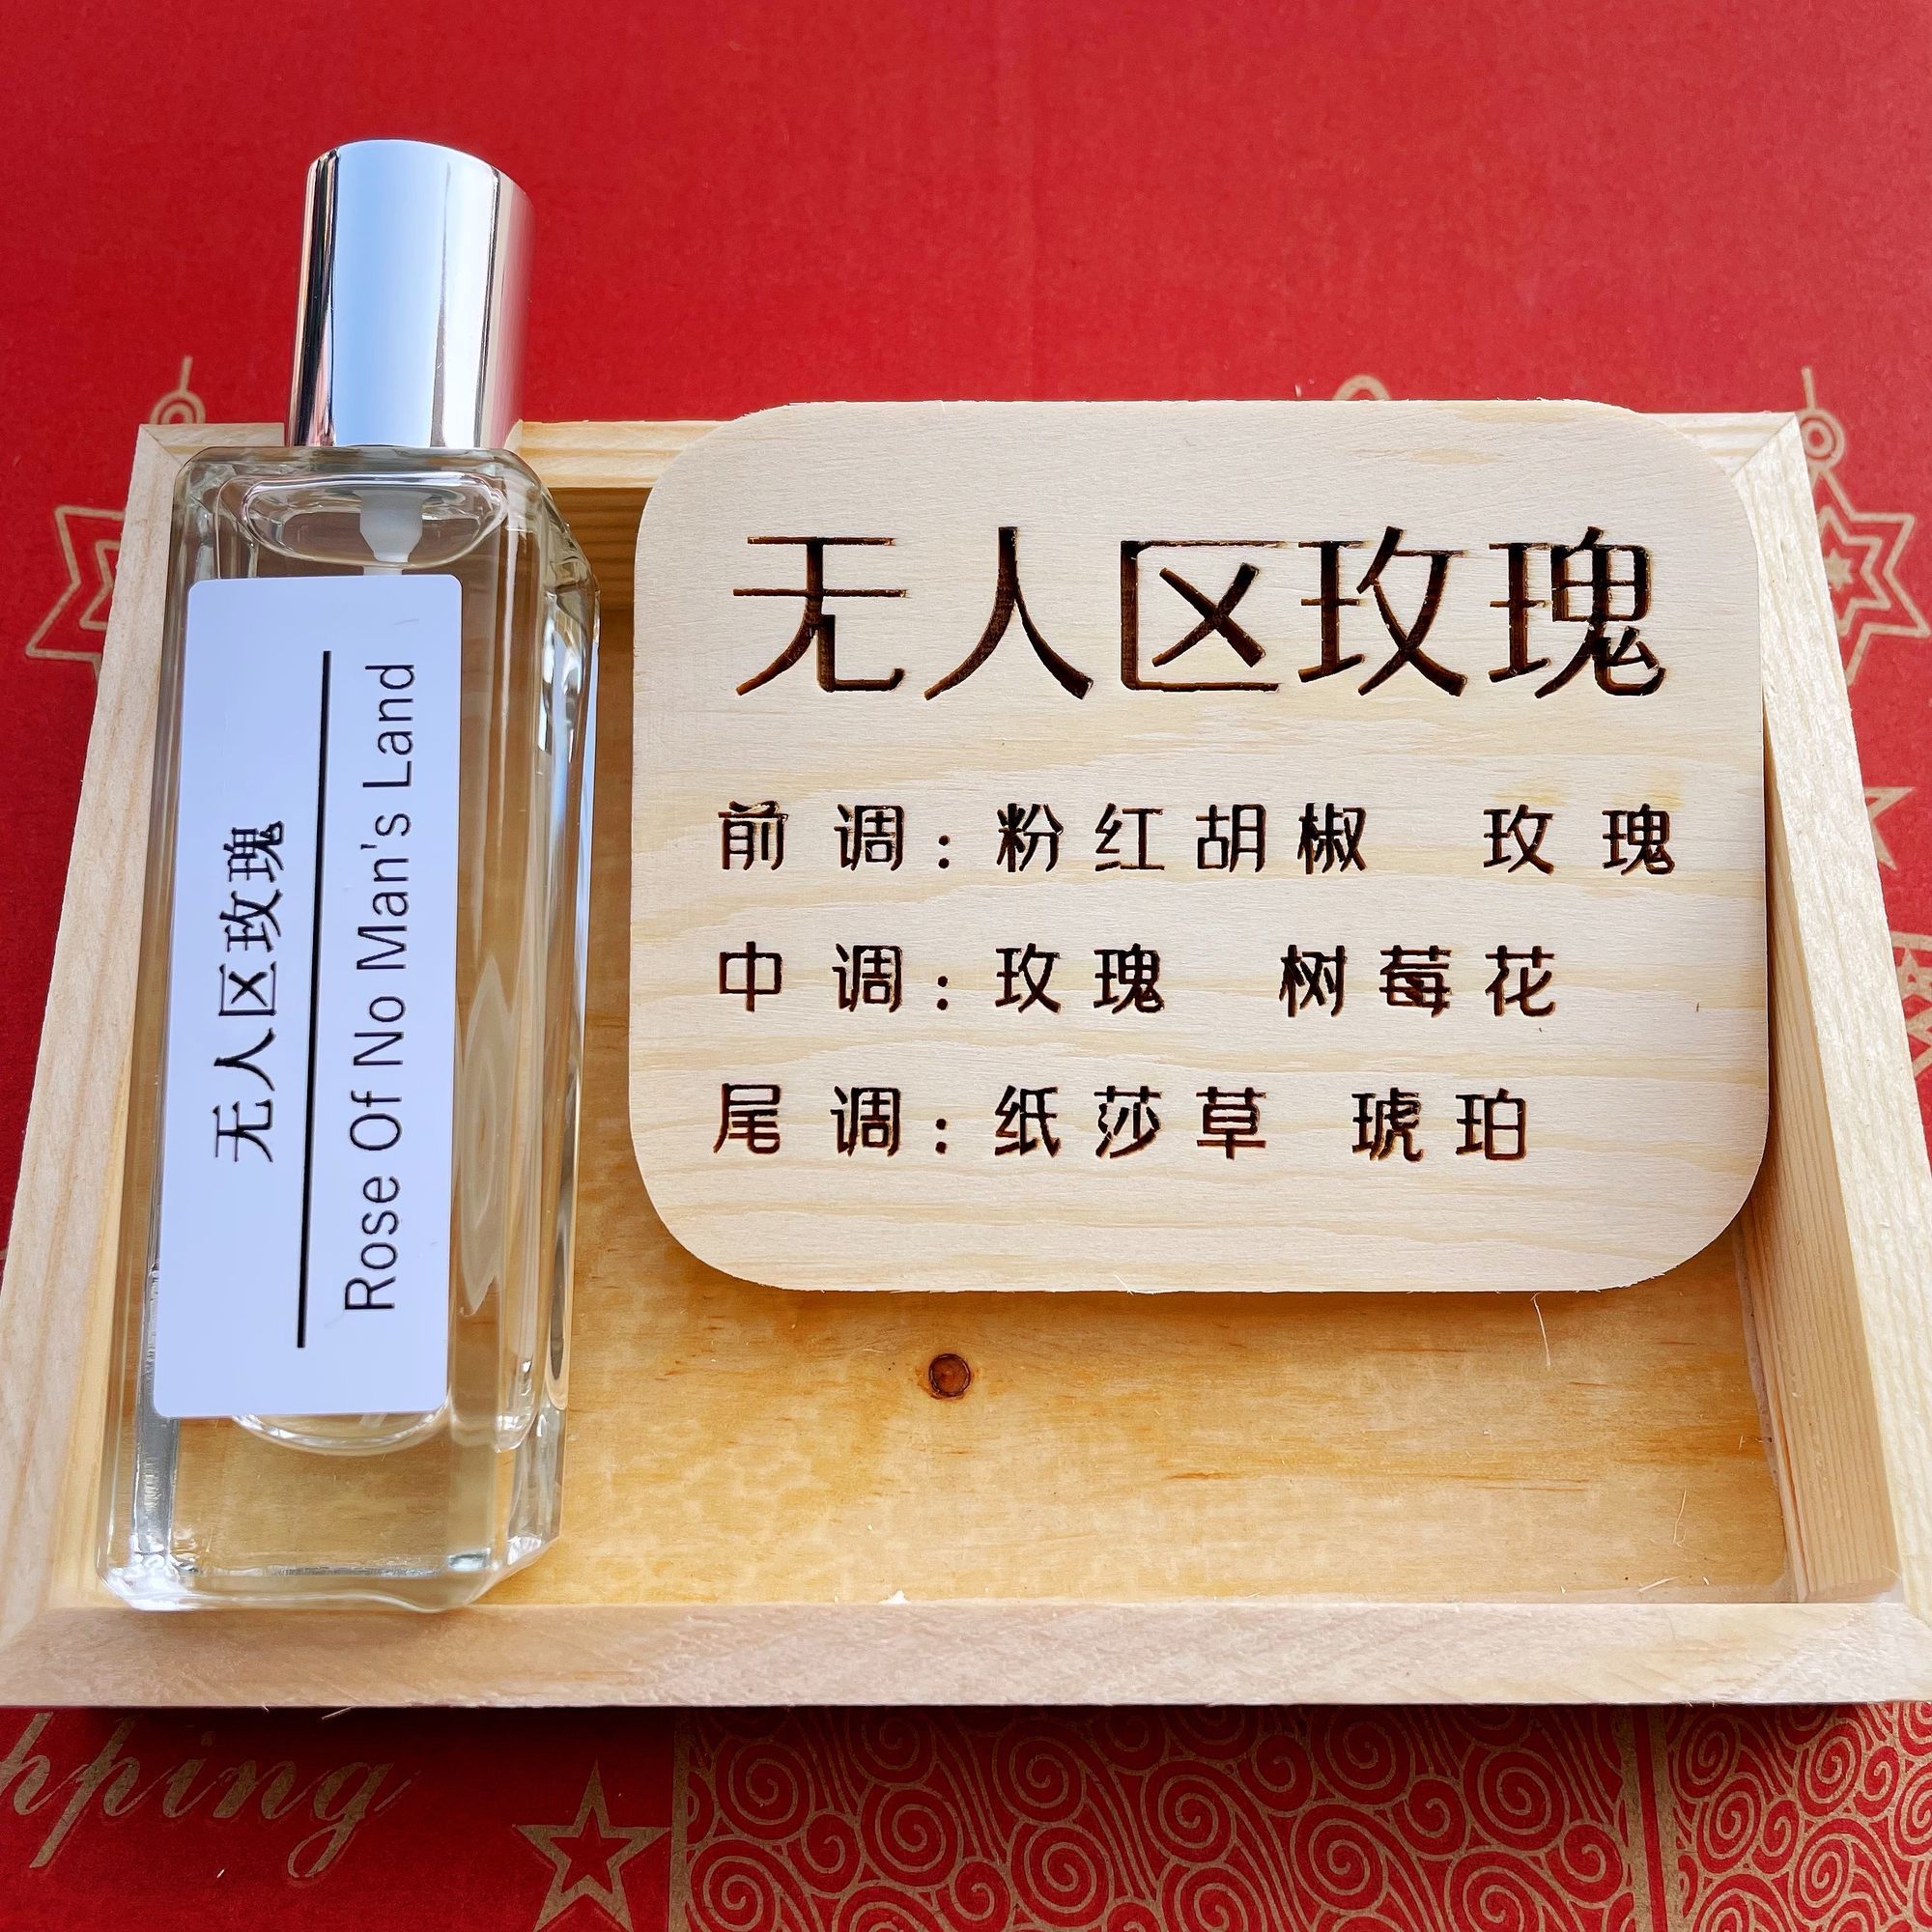 无人区玫瑰
Rose Of No Man's Land
无人区玫瑰
前调：粉红胡椒 玫瑰
中调：玫瑰 树莓花
尾调：纸莎草 琥珀